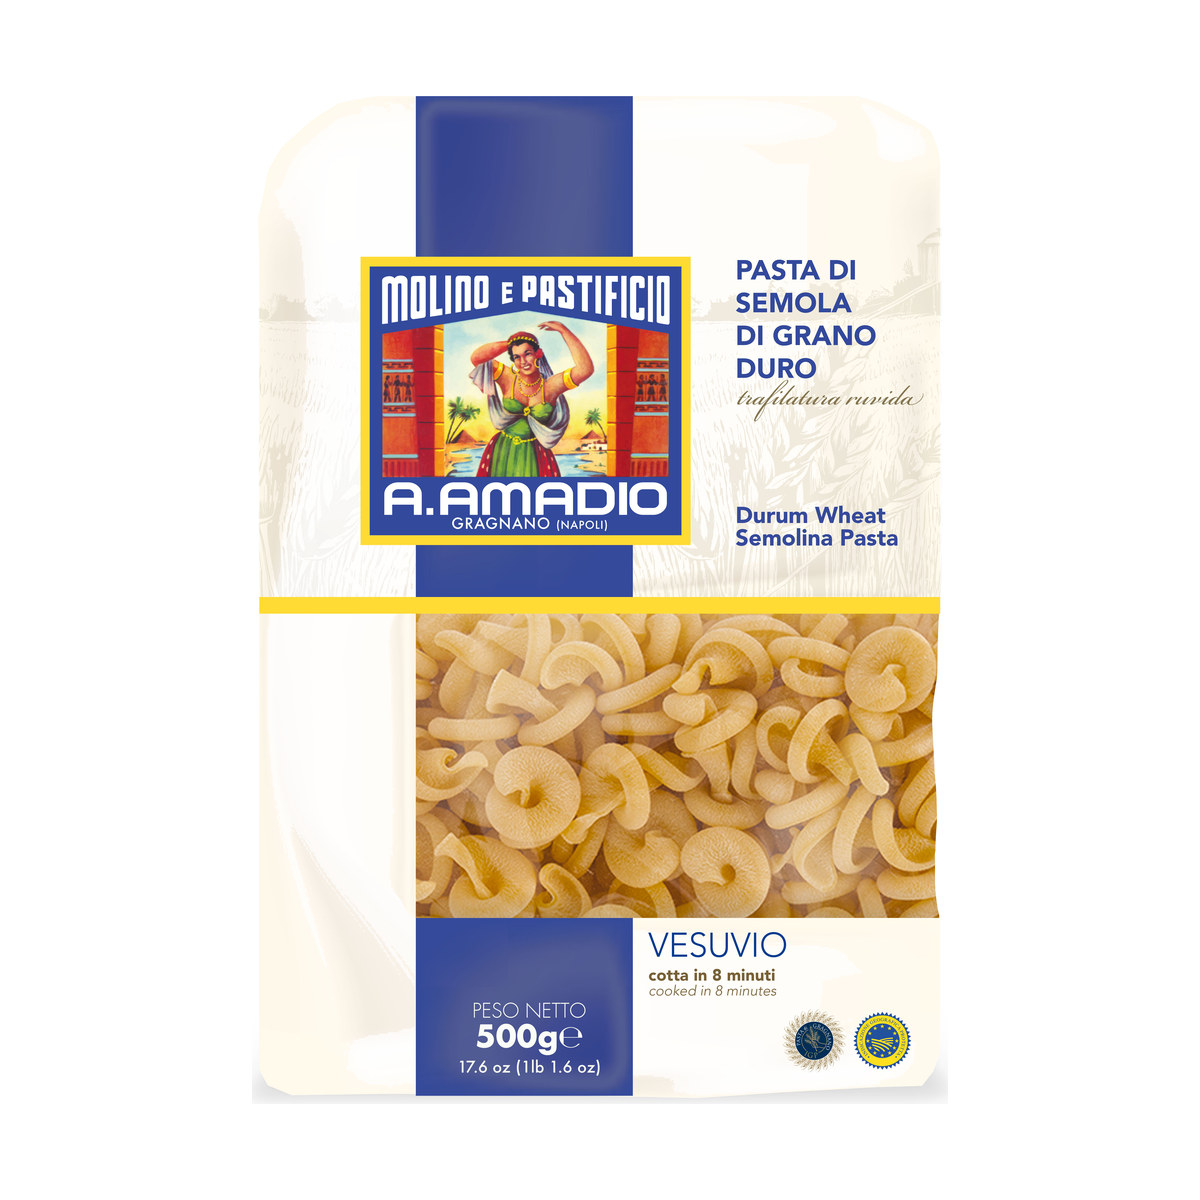 MOLINO E PASTIFICIO
A. AMADIO
GRAGNANO (NAPOLI)
PASTA DI
SEMOLA
DI GRANO
DURO
trafilatura ruvida
Durum Wheat
Semolina Pasta
VESUVIO
cotta in 8 minuti
cooked in 8 minutes
PESO NETTO
500g℮
17.6 oz (1lb 1.6 oz)